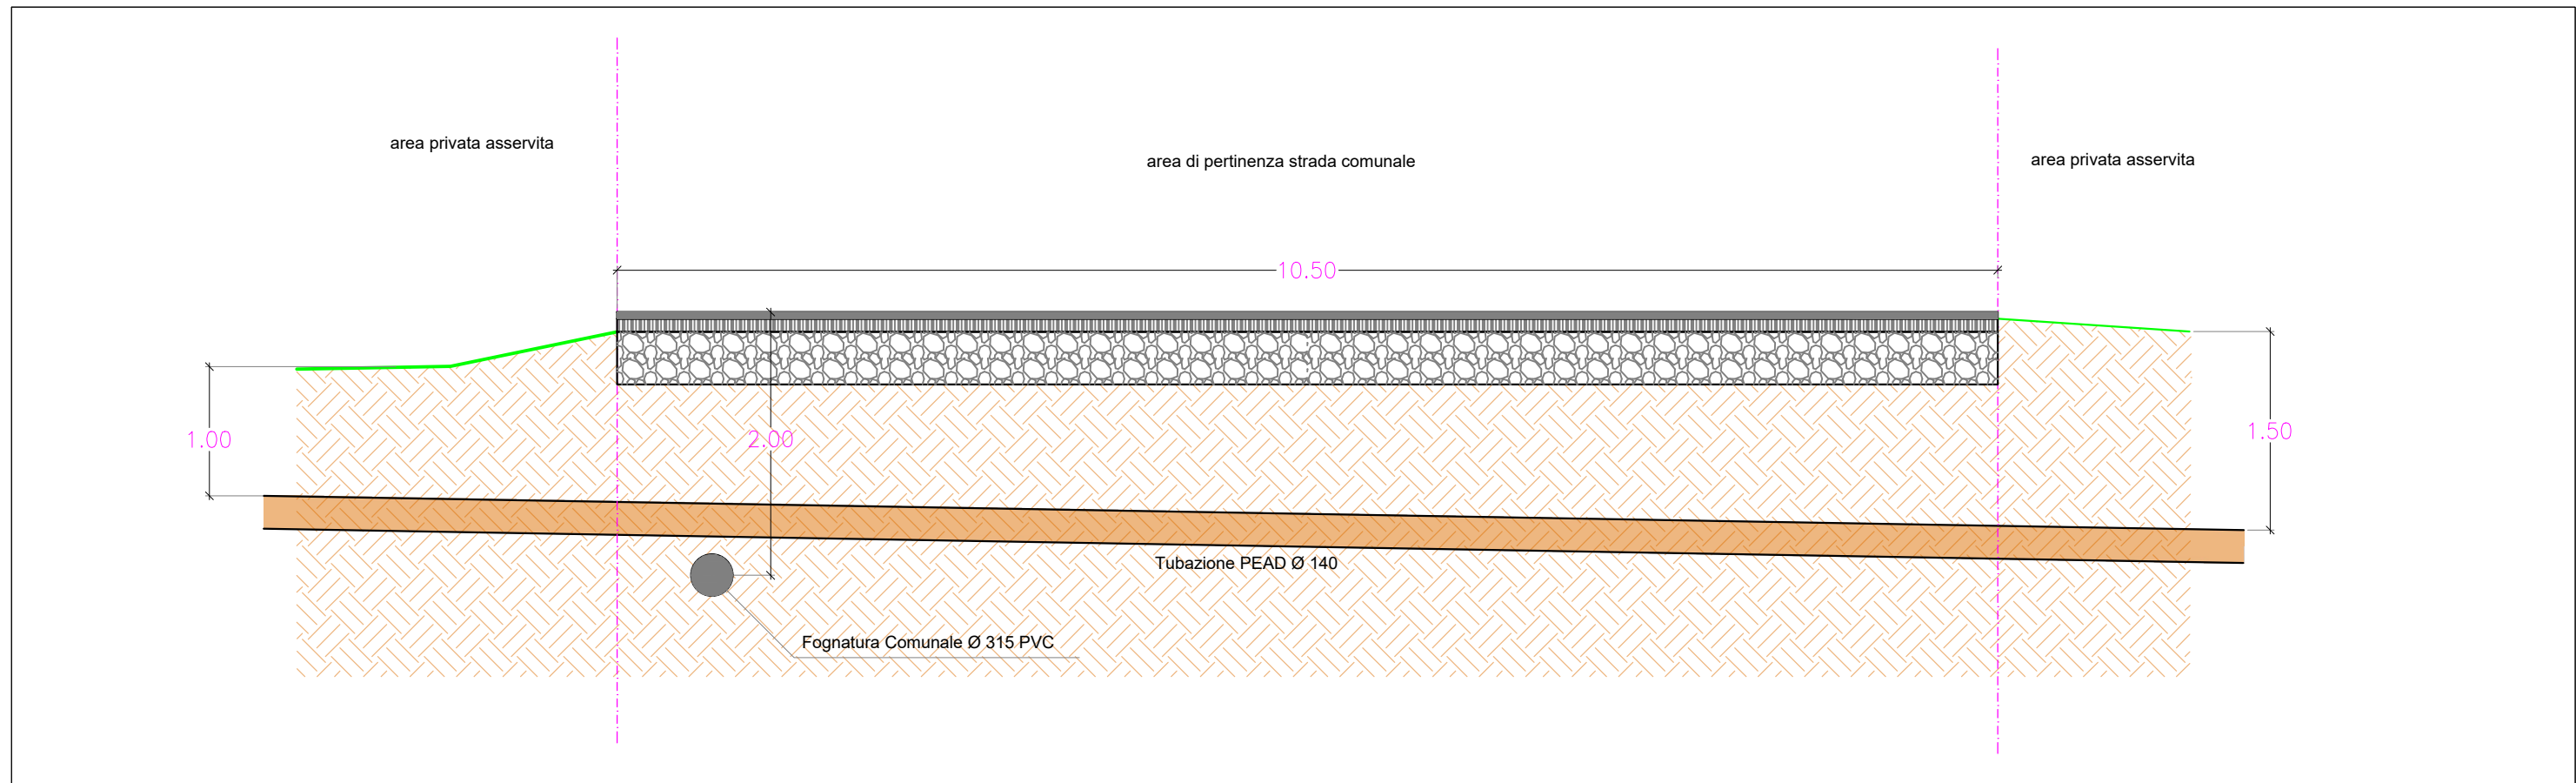 area privata asservita
area di pertinenza strada comunale
area privata asservita
10.50
1.00
2.00
1.50
Tubazione PEAD Ø 140
Fognatura Comunale Ø 315 PVC